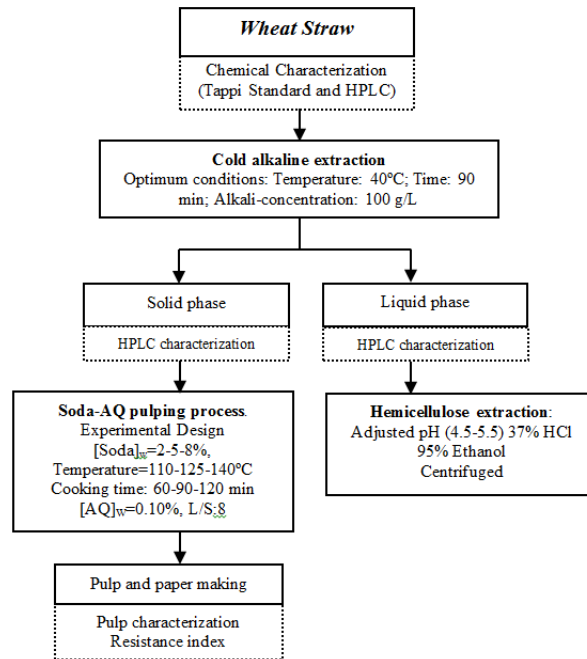 Wheat Straw
Chemical Characterization
(Tappi Standard and HPLC)
Cold alkaline extraction
Optimum conditions: Temperature: 40ºC; Time: 90
min; Alkali-concentration: 100 g/L
Solid phase
HPLC characterization
Liquid phase
HPLC characterization
Soda-AQ pulping process.
Experimental Design
[Soda]w=2-5-8%,
Temperature=110-125-140ºC
Cooking time: 60-90-120 min
[AQ]W=0.10%, L/S:8
Hemicellulose extraction:
Adjusted pH (4.5-5.5) 37% HCl
95% Ethanol
Centrifuged
Pulp and paper making
Pulp characterization
Resistance index